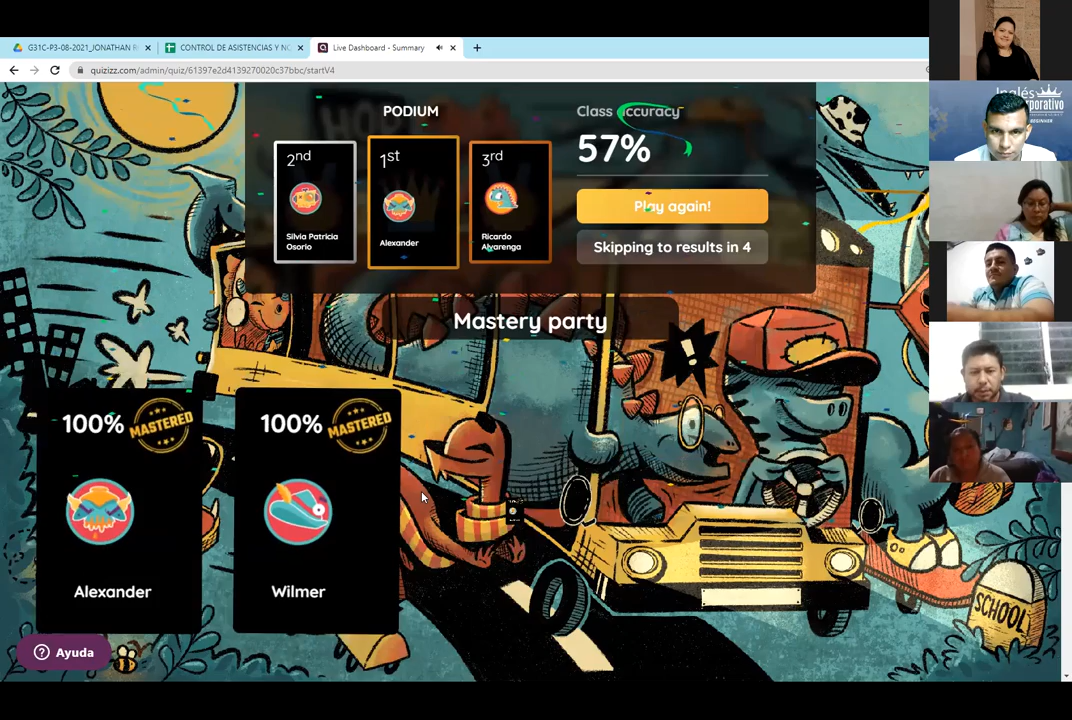 G31C-P3-08-2021_JONATHAN R
CONTROL DE ASISTENCIAS Y NO
Live Dashboard - Summary
quizizz.com/admin/quiz/61397e2d4139270020c37bbc/startV4
PODIUM
Class accuracy
57%
2nd
1st
3rd
Silvia Patricia
Osorio
Alexander
Ricardo
Alvarenga
Play again!
Skipping to results in 4
Mastery party
!
100%
MASTERED
100%
MASTERED
Alexander
Wilmer
SCHOOL
Ayuda
Inglés